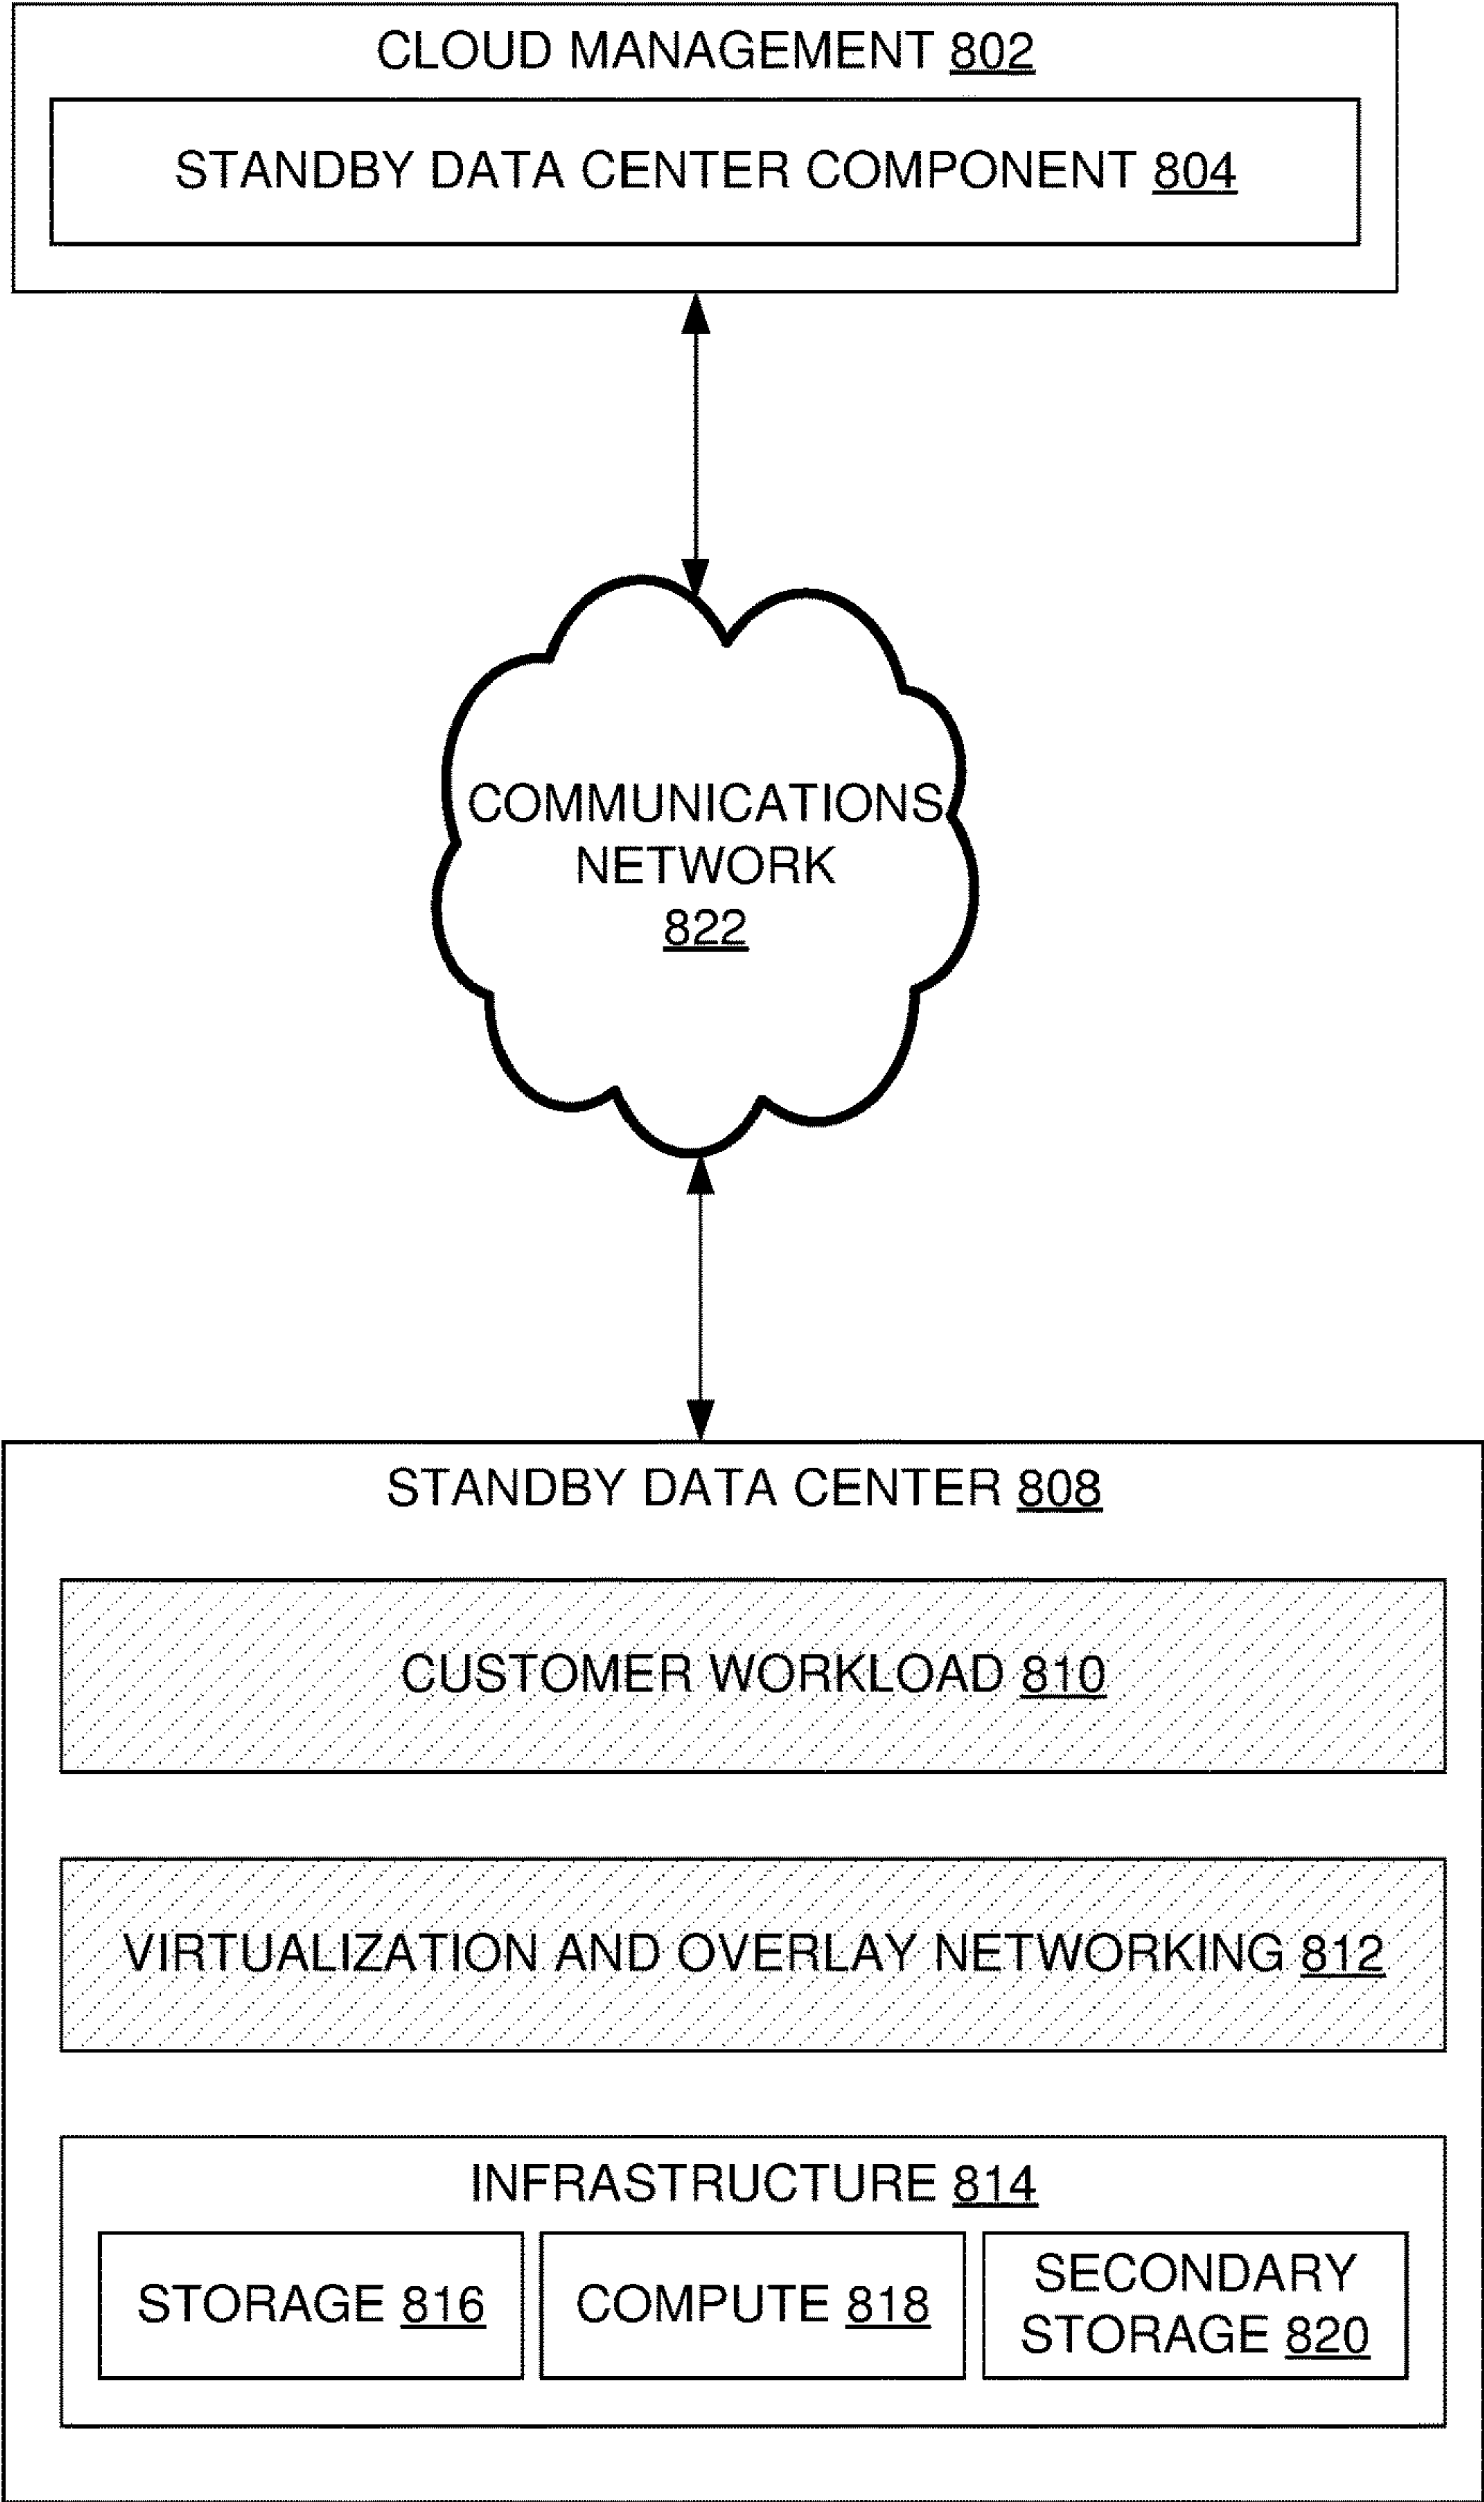 CLOUD MANAGEMENT 802
STANDBY DATA CENTER COMPONENT 804
COMMUNICATIONS
NETWORK
822
STANDBY DATA CENTER 808
CUSTOMER WORKLOAD 810
VIRTUALIZATION AND OVERLAY NETWORKING 812
INFRASTRUCTURE 814
STORAGE 816
COMPUTE 818
SECONDARY
STORAGE 820